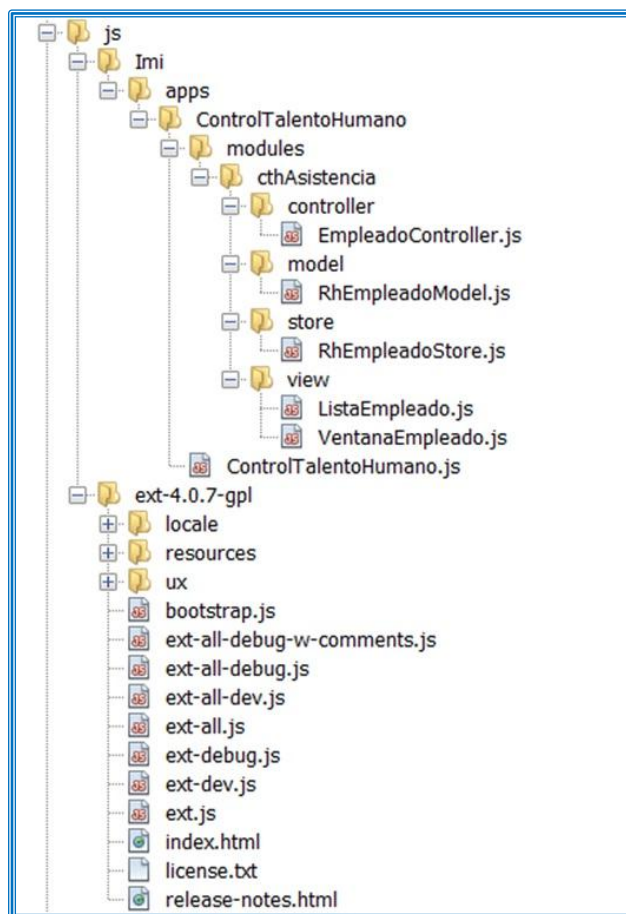 js
Imi
apps
ControlTalentoHumano
modules
cthAsistencia
controller
EmpleadoController.js
model
RhEmpleadoModel.js
store
RhEmpleadoStore.js
view
ListaEmpleado.js
VentanaEmpleado.js
ControlTalentoHumano.js
ext-4.0.7-gpl
locale
resources
ux
bootstrap.js
ext-all-debug-w-comments.js
ext-all-debug.js
ext-all-dev.js
ext-all.js
ext-debug.js
ext-dev.js
ext.js
index.html
license.txt
release-notes.html